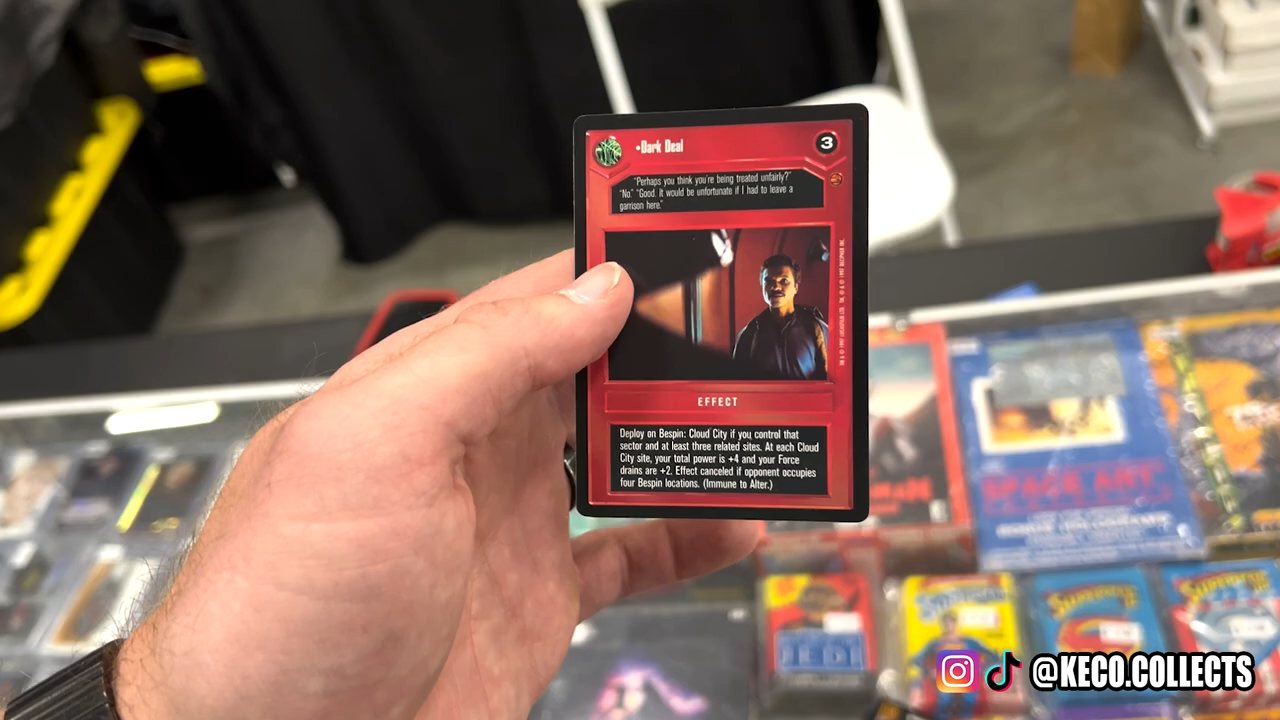 •Dark Deal
3
"Perhaps you think you're being treated unfairly?"
"No." "Good. It would be unfortunate if I had to leave a
garrison here."
EFFECT
Deploy on Bespin: Cloud City if you control that
sector and at least three related sites. At each Cloud
City site, your total power is +4 and your Force
drains are +2. Effect canceled if opponent occupies
four Bespin locations. (Immune to Alter.)
SPACE ART
JEDI
@KECO.COLLECTS